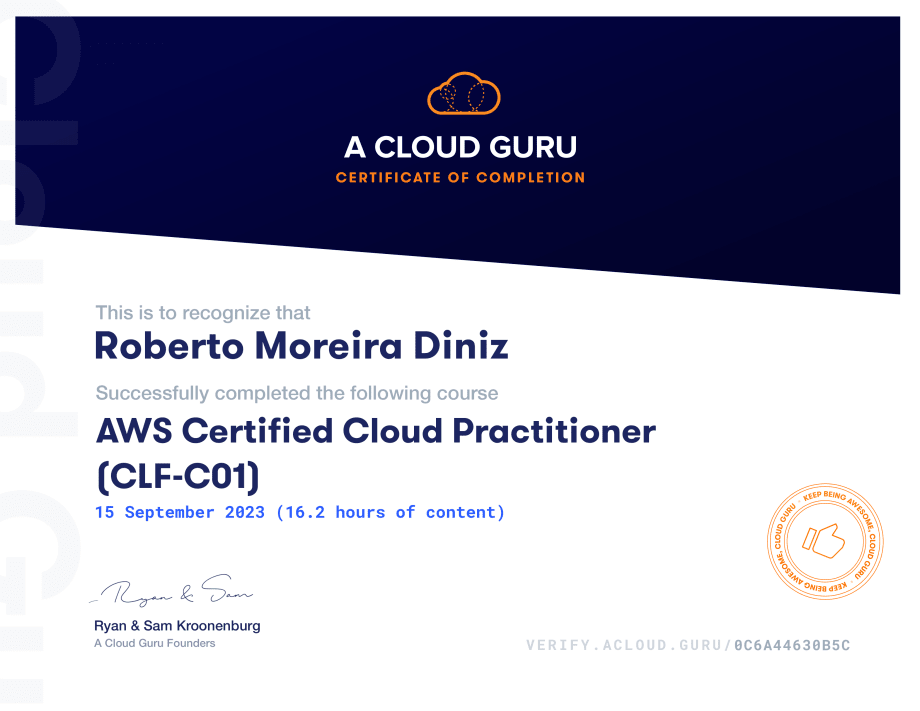 A CLOUD GURU
CERTIFICATE OF COMPLETION
This is to recognize that
Roberto Moreira Diniz
Successfully completed the following course
AWS Certified Cloud Practitioner
(CLF-C01)
15 September 2023 (16.2 hours of content)
KEEP BEING AWESOME, CLOUD GURU · KEEP BEING AWESOME, CLOUD GURU ·
Ryan & Sam
Ryan & Sam Kroonenburg
A Cloud Guru Founders
VERIFY.ACLOUD.GURU/0C6A44630B5C
Cloud Gu